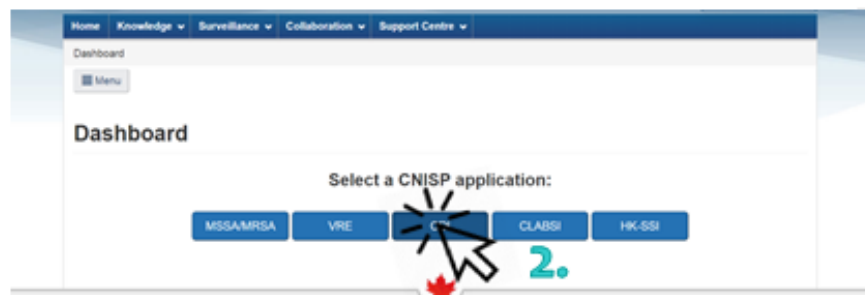 Home Knowledge Surveillance Collaboration Support Centre
Dashboard
Menu
Dashboard
Select a CNISP application:
MSSA/MRSA VRE CLABSI HK-SSI
2.